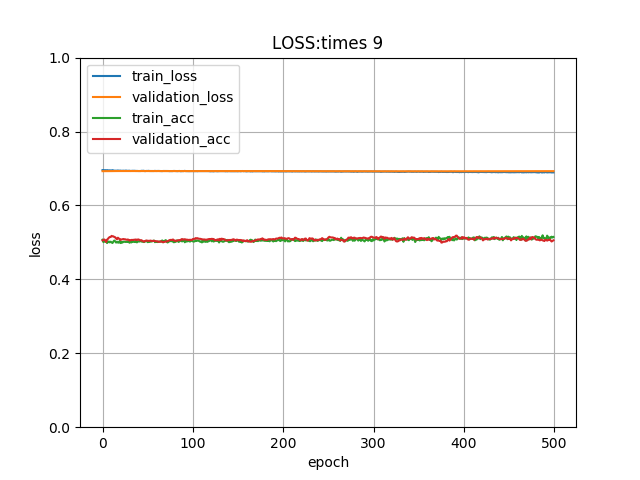 LOSS:times 9
train_loss
validation_loss
train_acc
validation_acc
1.0
0.8
0.6
0.4
0.2
0.0
loss
0
100
200
300
400
500
epoch